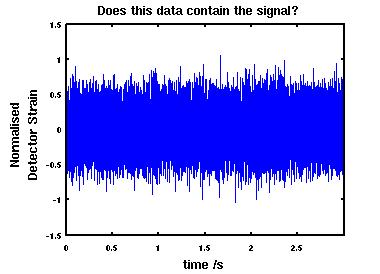 Does this data contain the signal?
1.5
1
0.5
0
-0.5
-1
-1.5
Normalised
Detector Strain
0 0.5 1 1.5 2 2.5
time /s